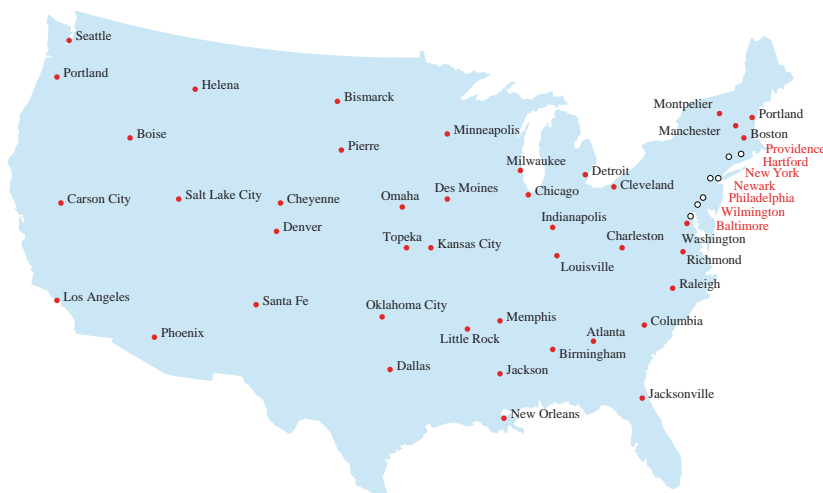 Seattle
Portland
Helena
Bismarck
Montpelier
Portland
Boise
Minneapolis
Manchester
Boston
Pierre
Providence
Milwaukee
Hartford
Detroit
New York
Cleveland
Newark
Carson City
Salt Lake City
Cheyenne
Omaha
Des Moines
Chicago
Philadelphia
Wilmington
Denver
Indianapolis
Baltimore
Topeka
Kansas City
Charleston
Washington
Louisville
Richmond
Raleigh
Los Angeles
Santa Fe
Oklahoma City
Memphis
Columbia
Phoenix
Little Rock
Atlanta
Birmingham
Dallas
Jackson
Jacksonville
New Orleans